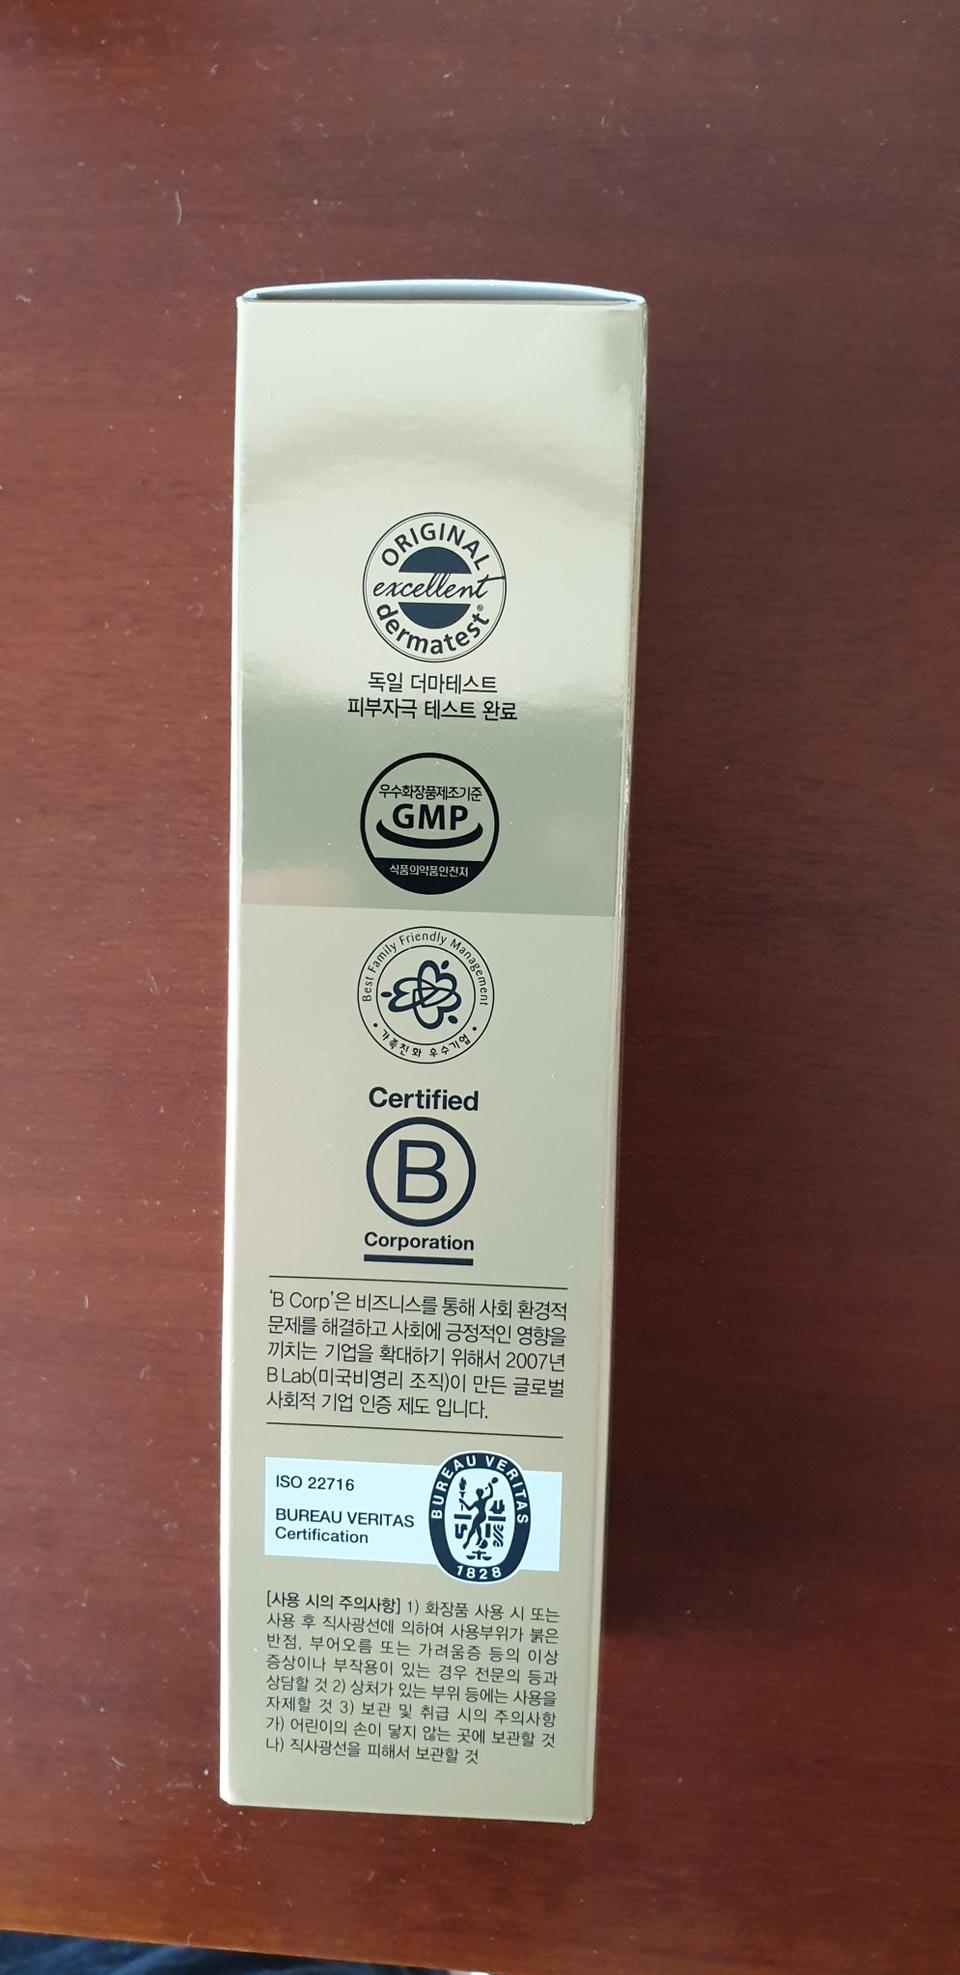 ORIGINAL
excellent
dermatest®
독일 더마테스트
피부자극 테스트 완료
우수화장품제조기준
GMP
식품의약품안전처
Best Family Friendly Management
가족친화 우수기업
Certified
B
Corporation
'B Corp'은 비즈니스를 통해 사회 환경적
문제를 해결하고 사회에 긍정적인 영향을
끼치는 기업을 확대하기 위해서 2007년
B Lab(미국비영리 조직)이 만든 글로벌
사회적 기업 인증 제도 입니다.
ISO 22716
BUREAU VERITAS
Certification
BUREAU VERITAS
1828
[사용 시의 주의사항] 1) 화장품 사용 시 또는
사용 후 직사광선에 의하여 사용부위가 붉은
반점, 부어오름 또는 가려움증 등의 이상
증상이나 부작용이 있는 경우 전문의 등과
상담할 것 2) 상처가 있는 부위 등에는 사용을
자제할 것 3) 보관 및 취급 시의 주의사항
가) 어린이의 손이 닿지 않는 곳에 보관할 것
나) 직사광선을 피해서 보관할 것